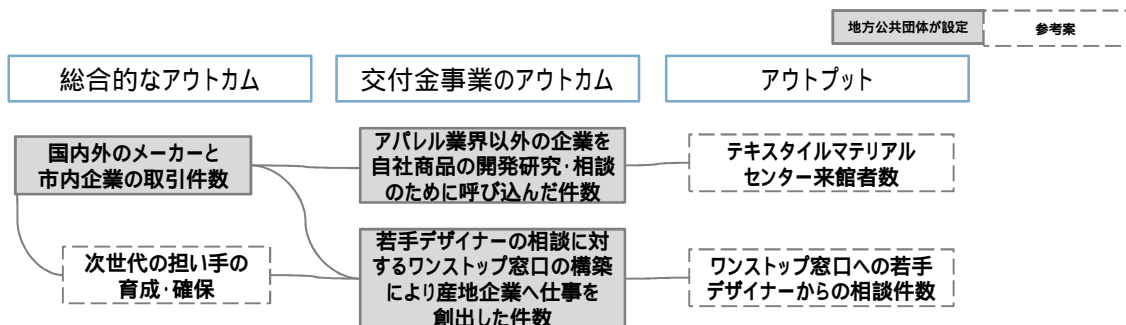 地方公共団体が設定
参考案
総合的なアウトカム
交付金事業のアウトカム
アウトプット
国内外のメーカーと
市内企業の取引件数
アパレル業界以外の企業を
自社商品の開発研究・相談
のために呼び込んだ件数
テキスタイルマテリアル
センター来館者数
次世代の担い手の
育成・確保
若手デザイナーの相談に対
するワンストップ窓口の構築
により産地企業へ仕事を
創出した件数
ワンストップ窓口への若手
デザイナーからの相談件数